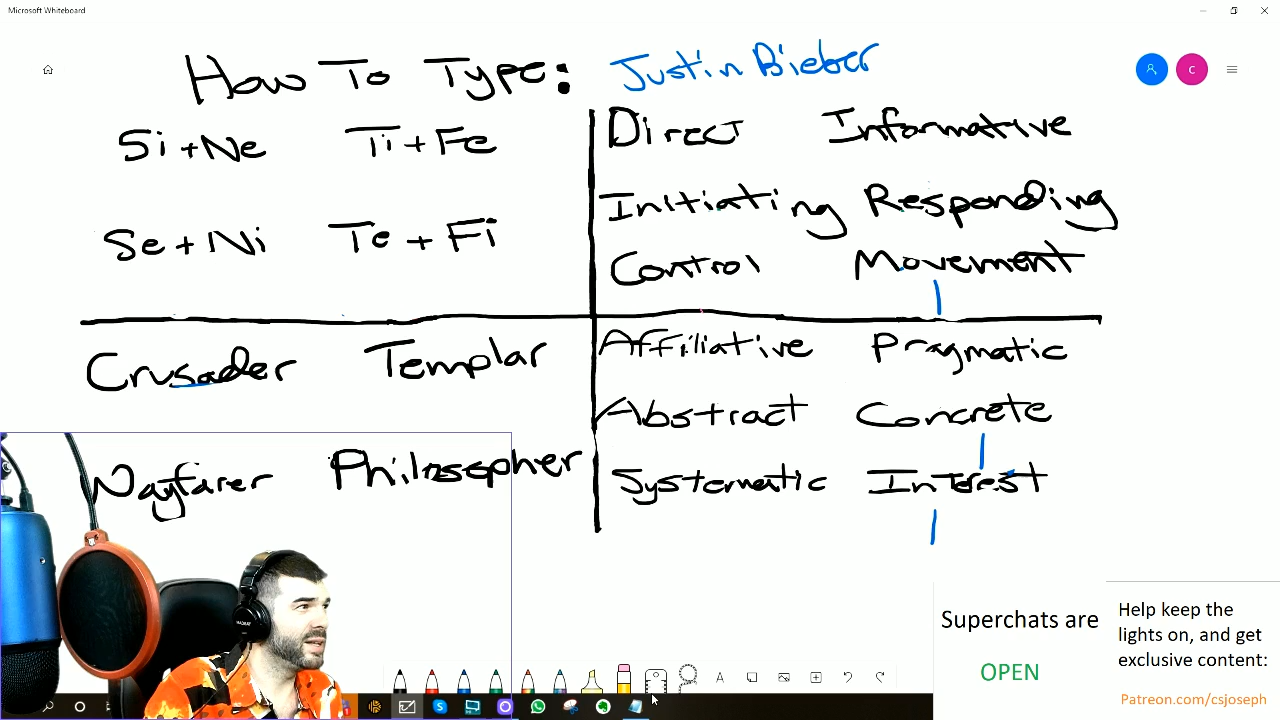 Microsoft Whiteboard
How To Type: Justin Bieber
Si + Ne Ti + Fe
Se + Ni Te + Fi
Direct Informative
Initiating Responding
Control Movement
Crusader Templar
Wayfarer Philosopher
Affiliative Pragmatic
Abstract Concrete
Systematic Interest
C
A
Superchats are
OPEN
Help keep the
lights on, and get
exclusive content:
Patreon.com/csjoseph